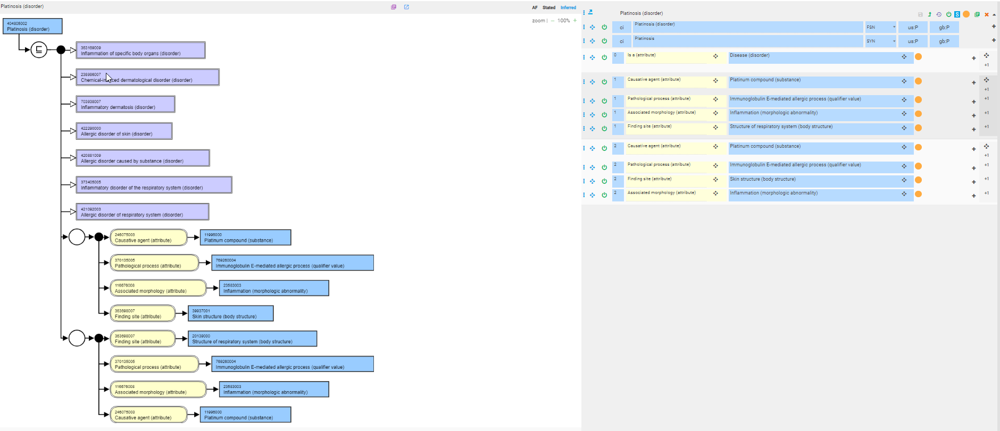 Platinosis (disorder)
AF Stated Inferred
zoom | − 100% +
404805002
Platinosis (disorder)
⊑
363169009
Inflammation of specific body organs (disorder)
238986007
dermatological disorder (disorder)
703938007
Inflammatory dermatosis (disorder)
422290000
Allergic disorder of skin (disorder)
420881009
Allergic disorder caused by substance (disorder)
373405005
Inflammatory disorder of the respiratory system (disorder)
421092003
Allergic disorder of respiratory system (disorder)
246075003
Causative agent (attribute)
11996000
Platinum compound (substance)
370135005
Pathological process (attribute)
769260004
Immunoglobulin E-mediated allergic process (qualifier value)
116676008
Associated morphology (attribute)
23583003
Inflammation (morphologic abnormality)
363698007
Finding site (attribute)
39937001
Skin structure (body structure)
363698007
Finding site (attribute)
20139000
Structure of respiratory system (body structure)
370135005
Pathological process (attribute)
769260004
Immunoglobulin E-mediated allergic process (qualifier value)
116676008
Associated morphology (attribute)
23583003
Inflammation (morphologic abnormality)
246075003
Causative agent (attribute)
11996000
Platinum compound (substance)
Platinosis (disorder)
S
ci Platinosis (disorder) FSN us:P gb:P +
ci Platinosis SYN us:P gb:P +
0 Is a (attribute) Disease (disorder) +
+1
1 Causative agent (attribute) Platinum compound (substance) +
+1
1 Pathological process (attribute) Immunoglobulin E-mediated allergic process (qualifier value) + +1
1 Associated morphology (attribute) Inflammation (morphologic abnormality) + +1
1 Finding site (attribute) Structure of respiratory system (body structure) + +1
2 Causative agent (attribute) Platinum compound (substance) +
+1
2 Pathological process (attribute) Immunoglobulin E-mediated allergic process (qualifier value) + +1
2 Finding site (attribute) Skin structure (body structure) + +1
2 Associated morphology (attribute) Inflammation (morphologic abnormality) + +1